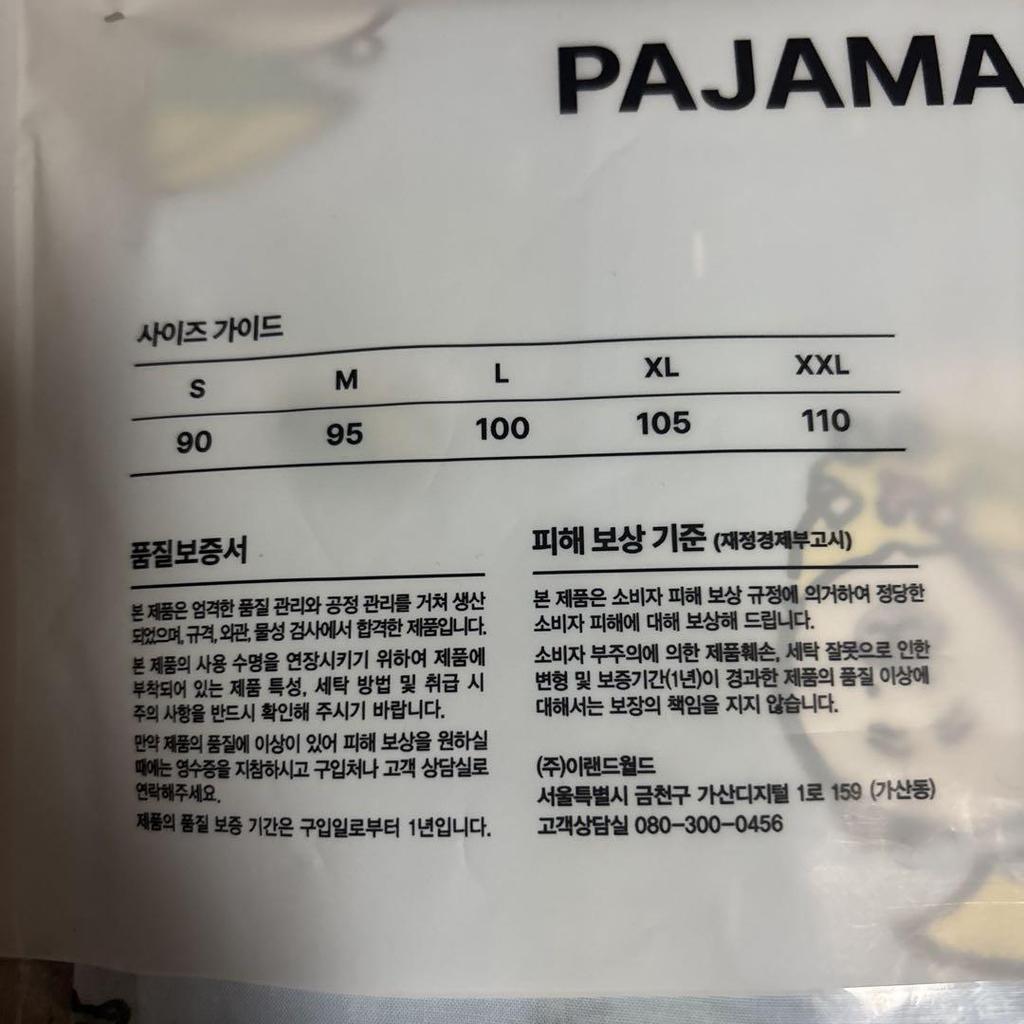 PAJAMA
사이즈 가이드
S M L XL XXL
90 95 100 105 110
품질보증서
본 제품은 엄격한 품질 관리와 공정 관리를 거쳐 생산
되었으며, 규격, 외관, 물성 검사에서 합격한 제품입니다.
본 제품의 사용 수명을 연장시키기 위하여 제품에
부착되어 있는 제품 특성, 세탁 방법 및 취급 시
주의 사항을 반드시 확인해 주시기 바랍니다.
만약 제품의 품질에 이상이 있어 피해 보상을 원하실
때에는 영수증을 지참하시고 구입처나 고객 상담실로
연락해주세요.
제품의 품질 보증 기간은 구입일로부터 1년입니다.
피해 보상 기준 (재정경제부고시)
본 제품은 소비자 피해 보상 규정에 의거하여 정당한
소비자 피해에 대해 보상해 드립니다.
소비자 부주의에 의한 제품훼손, 세탁 잘못으로 인한
변형 및 보증기간(1년)이 경과한 제품의 품질 이상에
대해서는 보장의 책임을 지지 않습니다.
(주)이랜드월드
서울특별시 금천구 가산디지털 1로 159 (가산동)
고객상담실 080-300-0456